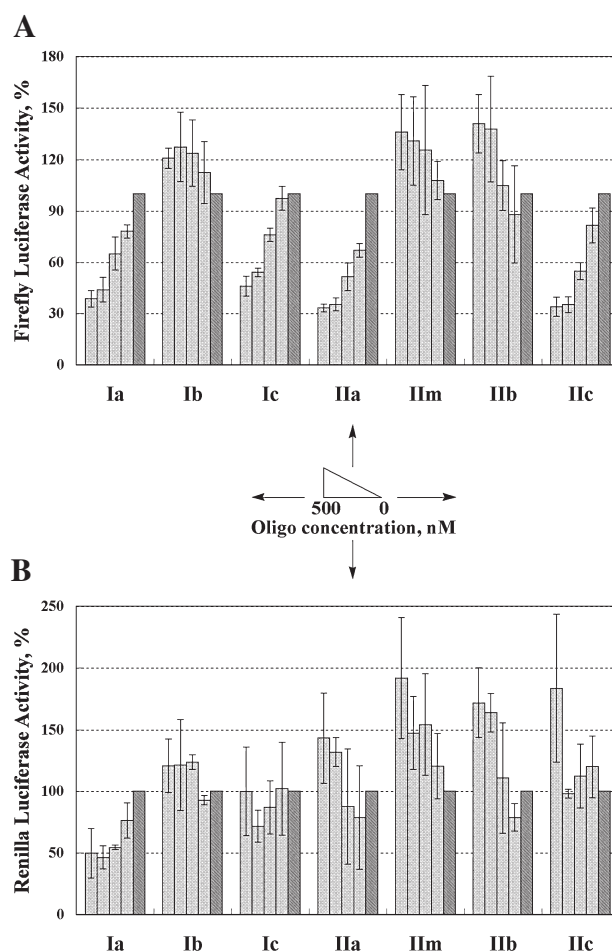 A
Firefly Luciferase Activity, %
180
150
120
90
60
30
0
Ia Ib Ic IIa IIm IIb IIc
500 0
Oligo concentration, nM
B
Renilla Luciferase Activity, %
250
200
150
100
50
0
Ia Ib Ic IIa IIm IIb IIc